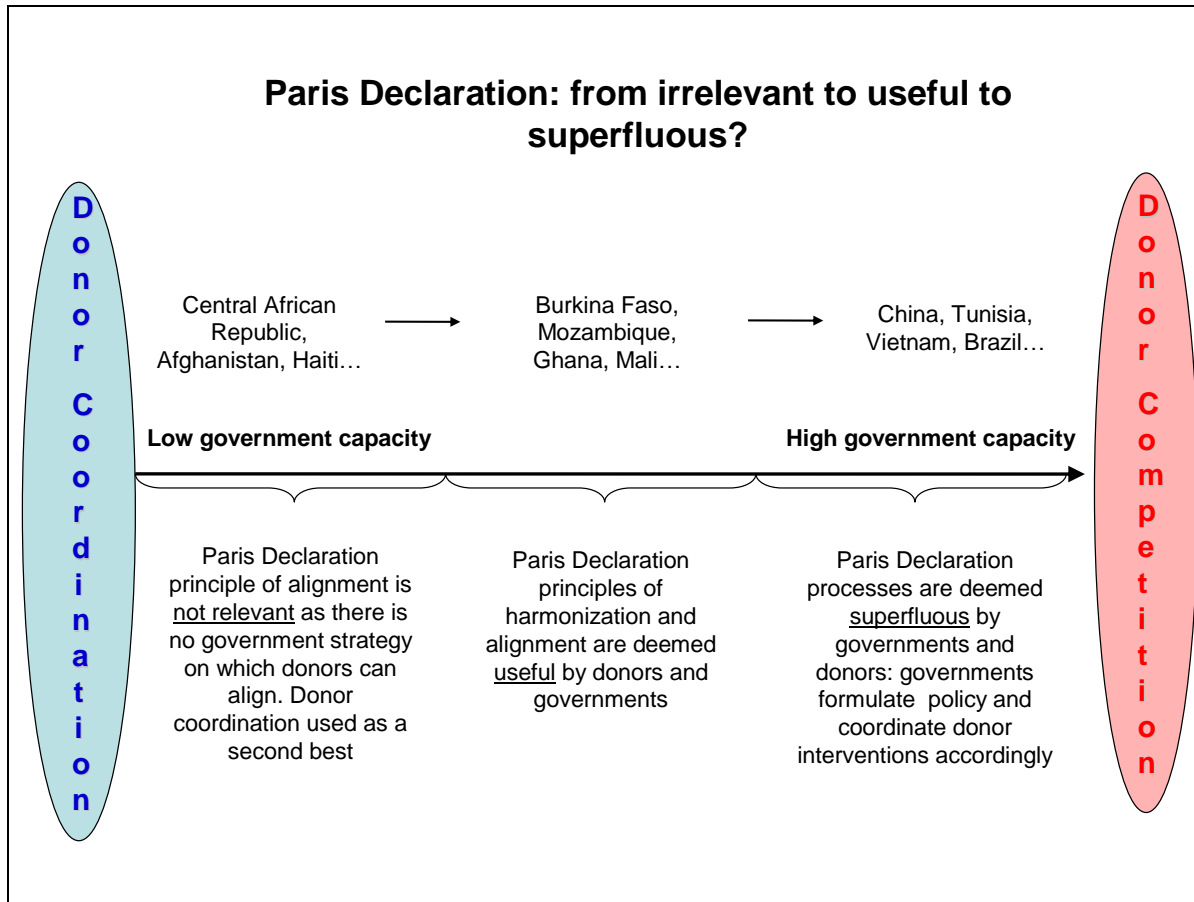 Paris Declaration: from irrelevant to useful to
superfluous?
Donor Coordination
Central African
Republic,
Afghanistan, Haiti…
Burkina Faso,
Mozambique,
Ghana, Mali…
China, Tunisia,
Vietnam, Brazil…
Low government capacity
High government capacity
Paris Declaration
principle of alignment is
not relevant as there is
no government strategy
on which donors can
align. Donor
coordination used as a
second best
Paris Declaration
principles of
harmonization and
alignment are deemed
useful by donors and
governments
Paris Declaration
processes are deemed
superfluous by
governments and
donors: governments
formulate  policy and
coordinate donor
interventions accordingly
Donor Competition